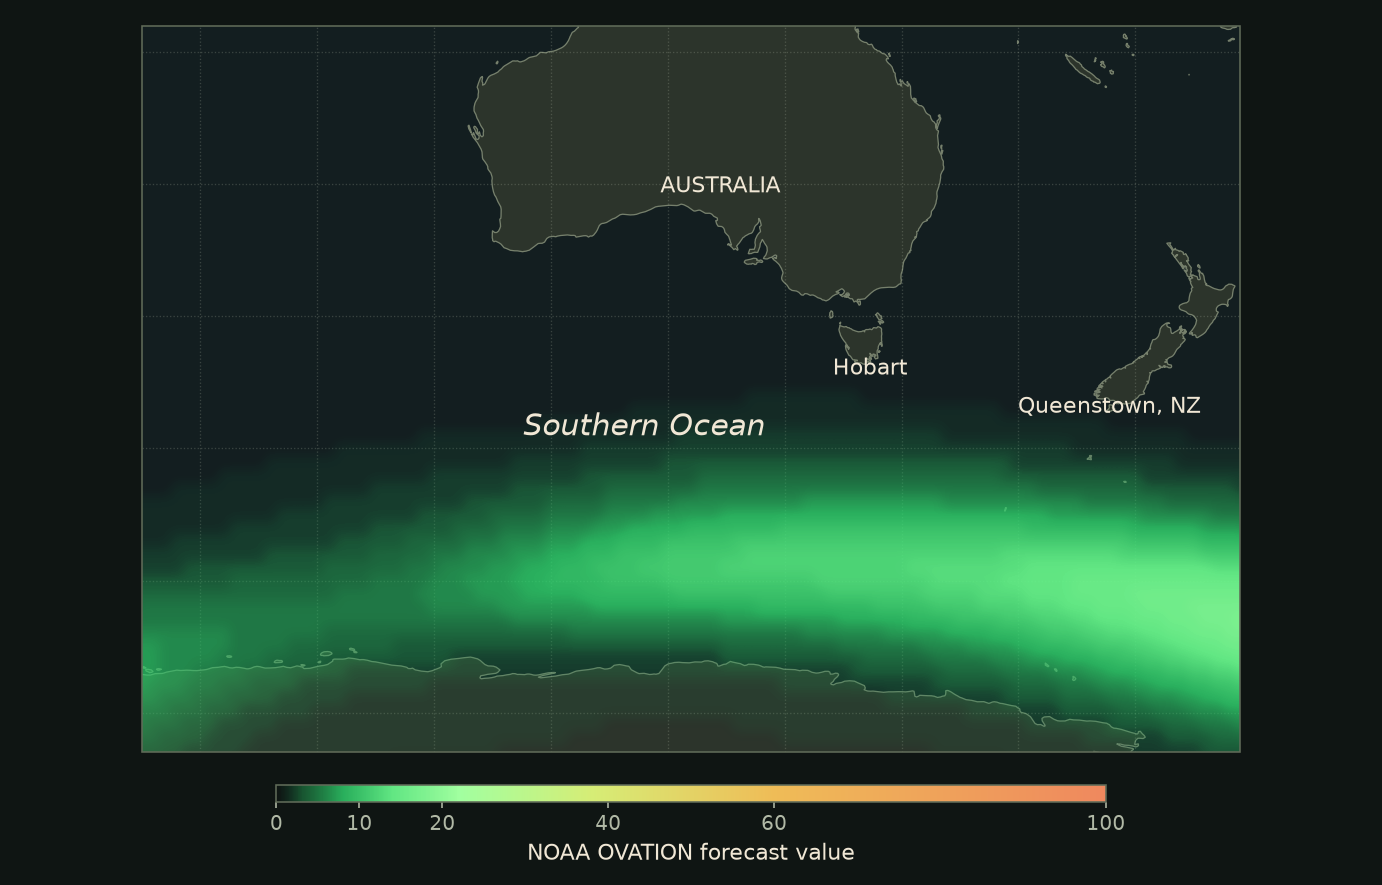 AUSTRALIA
Hobart
Queenstown, NZ
Southern Ocean
0 10 20 40 60 100
NOAA OVATION forecast value